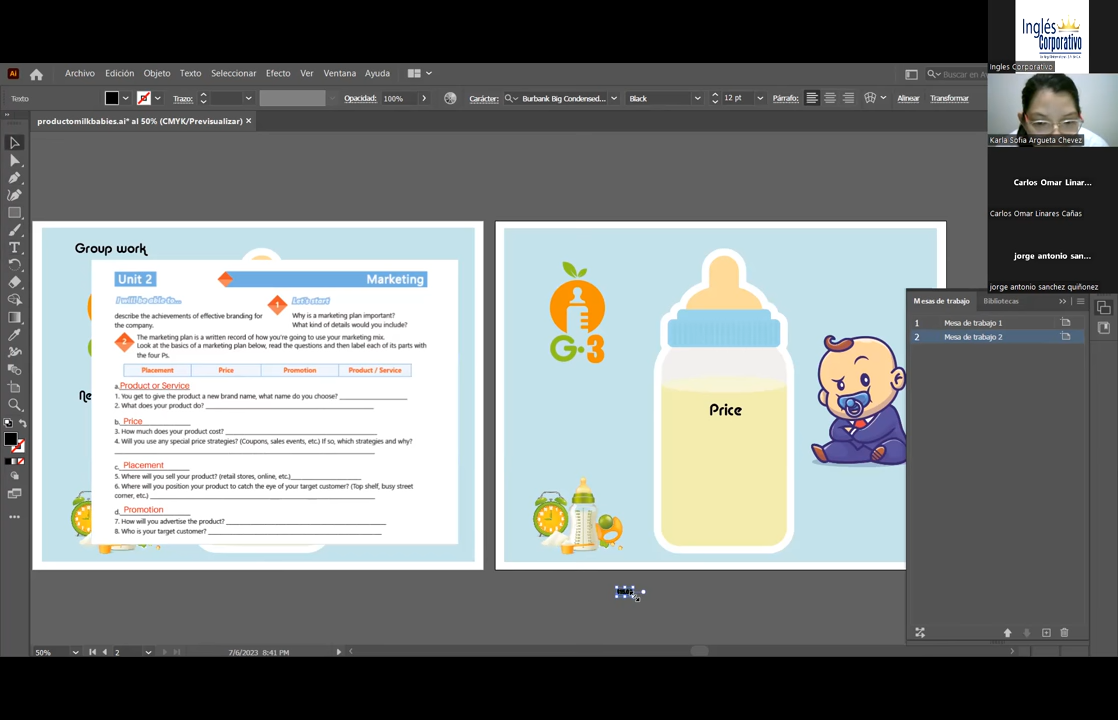 Inglés
Corporativo
Ingles Corporativo
Ai
Archivo Edición Objeto Texto Seleccionar Efecto Ver Ventana Ayuda
Buscar en Ad
Texto
Trazo:
Opacidad: 100%
Carácter: Burbank Big Condensed...
Black
12 pt
Párrafo:
Alinear
Transformar
productomilkbabies.ai* al 50% (CMYK/Previsualizar) ×
Karla Sofia Argueta Chevez
Carlos Omar Linar...
Carlos Omar Linares Cañas
jorge antonio san...
jorge antonio sanchez quiñonez
Group work
Unit 2
Marketing
I will be able to...
describe the achievements of effective branding for
the company.
1
Let's start
Why is a marketing plan important?
What kind of details would you include?
2
The marketing plan is a written record of how you're going to use your marketing mix.
Look at the basics of a marketing plan below, read the questions and then label each of its parts with
the four Ps.
Placement Price Promotion Product / Service
a. Product or Service
1. You get to give the product a new brand name, what name do you choose?
2. What does your product do?
b. Price
3. How much does your product cost?
4. Will you use any special price strategies? (Coupons, sales events, etc.) If so, which strategies and why?
c. Placement
5. Where will you sell your product? (retail stores, online, etc.)
6. Where will you position your product to catch the eye of your target customer? (Top shelf, busy street
corner, etc.)
d. Promotion
7. How will you advertise the product?
8. Who is your target customer?
Ne
G·3
Price
Mesas de trabajo Bibliotecas
1 Mesa de trabajo 1
2 Mesa de trabajo 2
50%
2
7/6/2023 8:41 PM